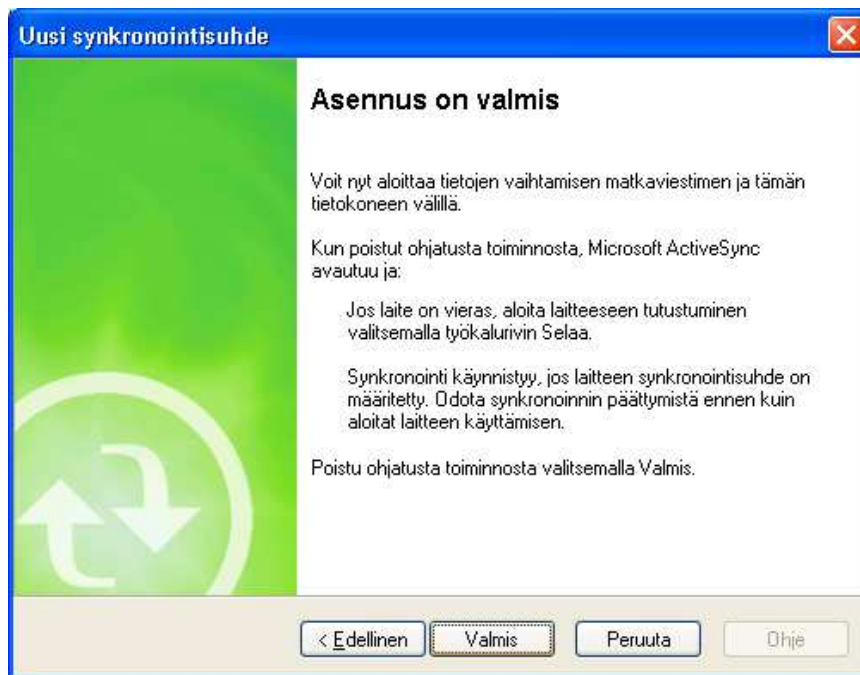 Uusi synkronointisuhde
Asennus on valmis
Voit nyt aloittaa tietojen vaihtamisen matkaviestimen ja tämän
tietokoneen välillä.
Kun poistut ohjatusta toiminnosta, Microsoft ActiveSync
avautuu ja:
Jos laite on vieras, aloita laitteeseen tutustuminen
valitsemalla työkalurivin Selaa.
Synkronointi käynnistyy, jos laitteen synkronointisuhde on
määritetty. Odota synkronoinnin päättymistä ennen kuin
aloitat laitteen käyttämisen.
Poistu ohjatusta toiminnosta valitsemalla Valmis.
< Edellinen Valmis Peruuta Ohje